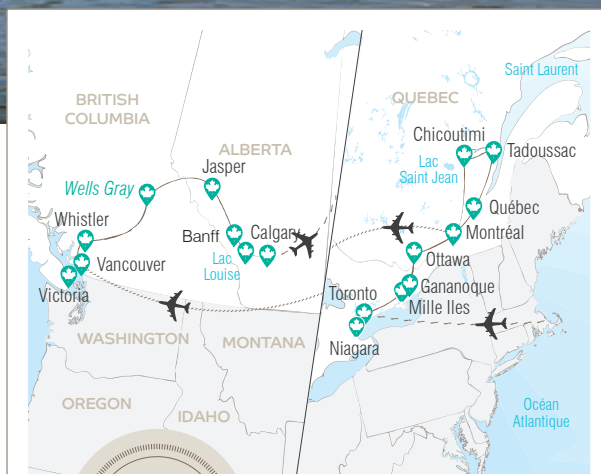 BRITISH
COLUMBIA
ALBERTA
QUEBEC
Saint Laurent
Chicoutimi
Tadoussac
Lac
Saint Jean
Jasper
Wells Gray
Québec
Whistler
Banff
Calgary
Montréal
Lac
Louise
Ottawa
Vancouver
Victoria
Toronto
Gananoque
Mille Iles
Niagara
WASHINGTON
MONTANA
OREGON
IDAHO
Océan
Atlantique